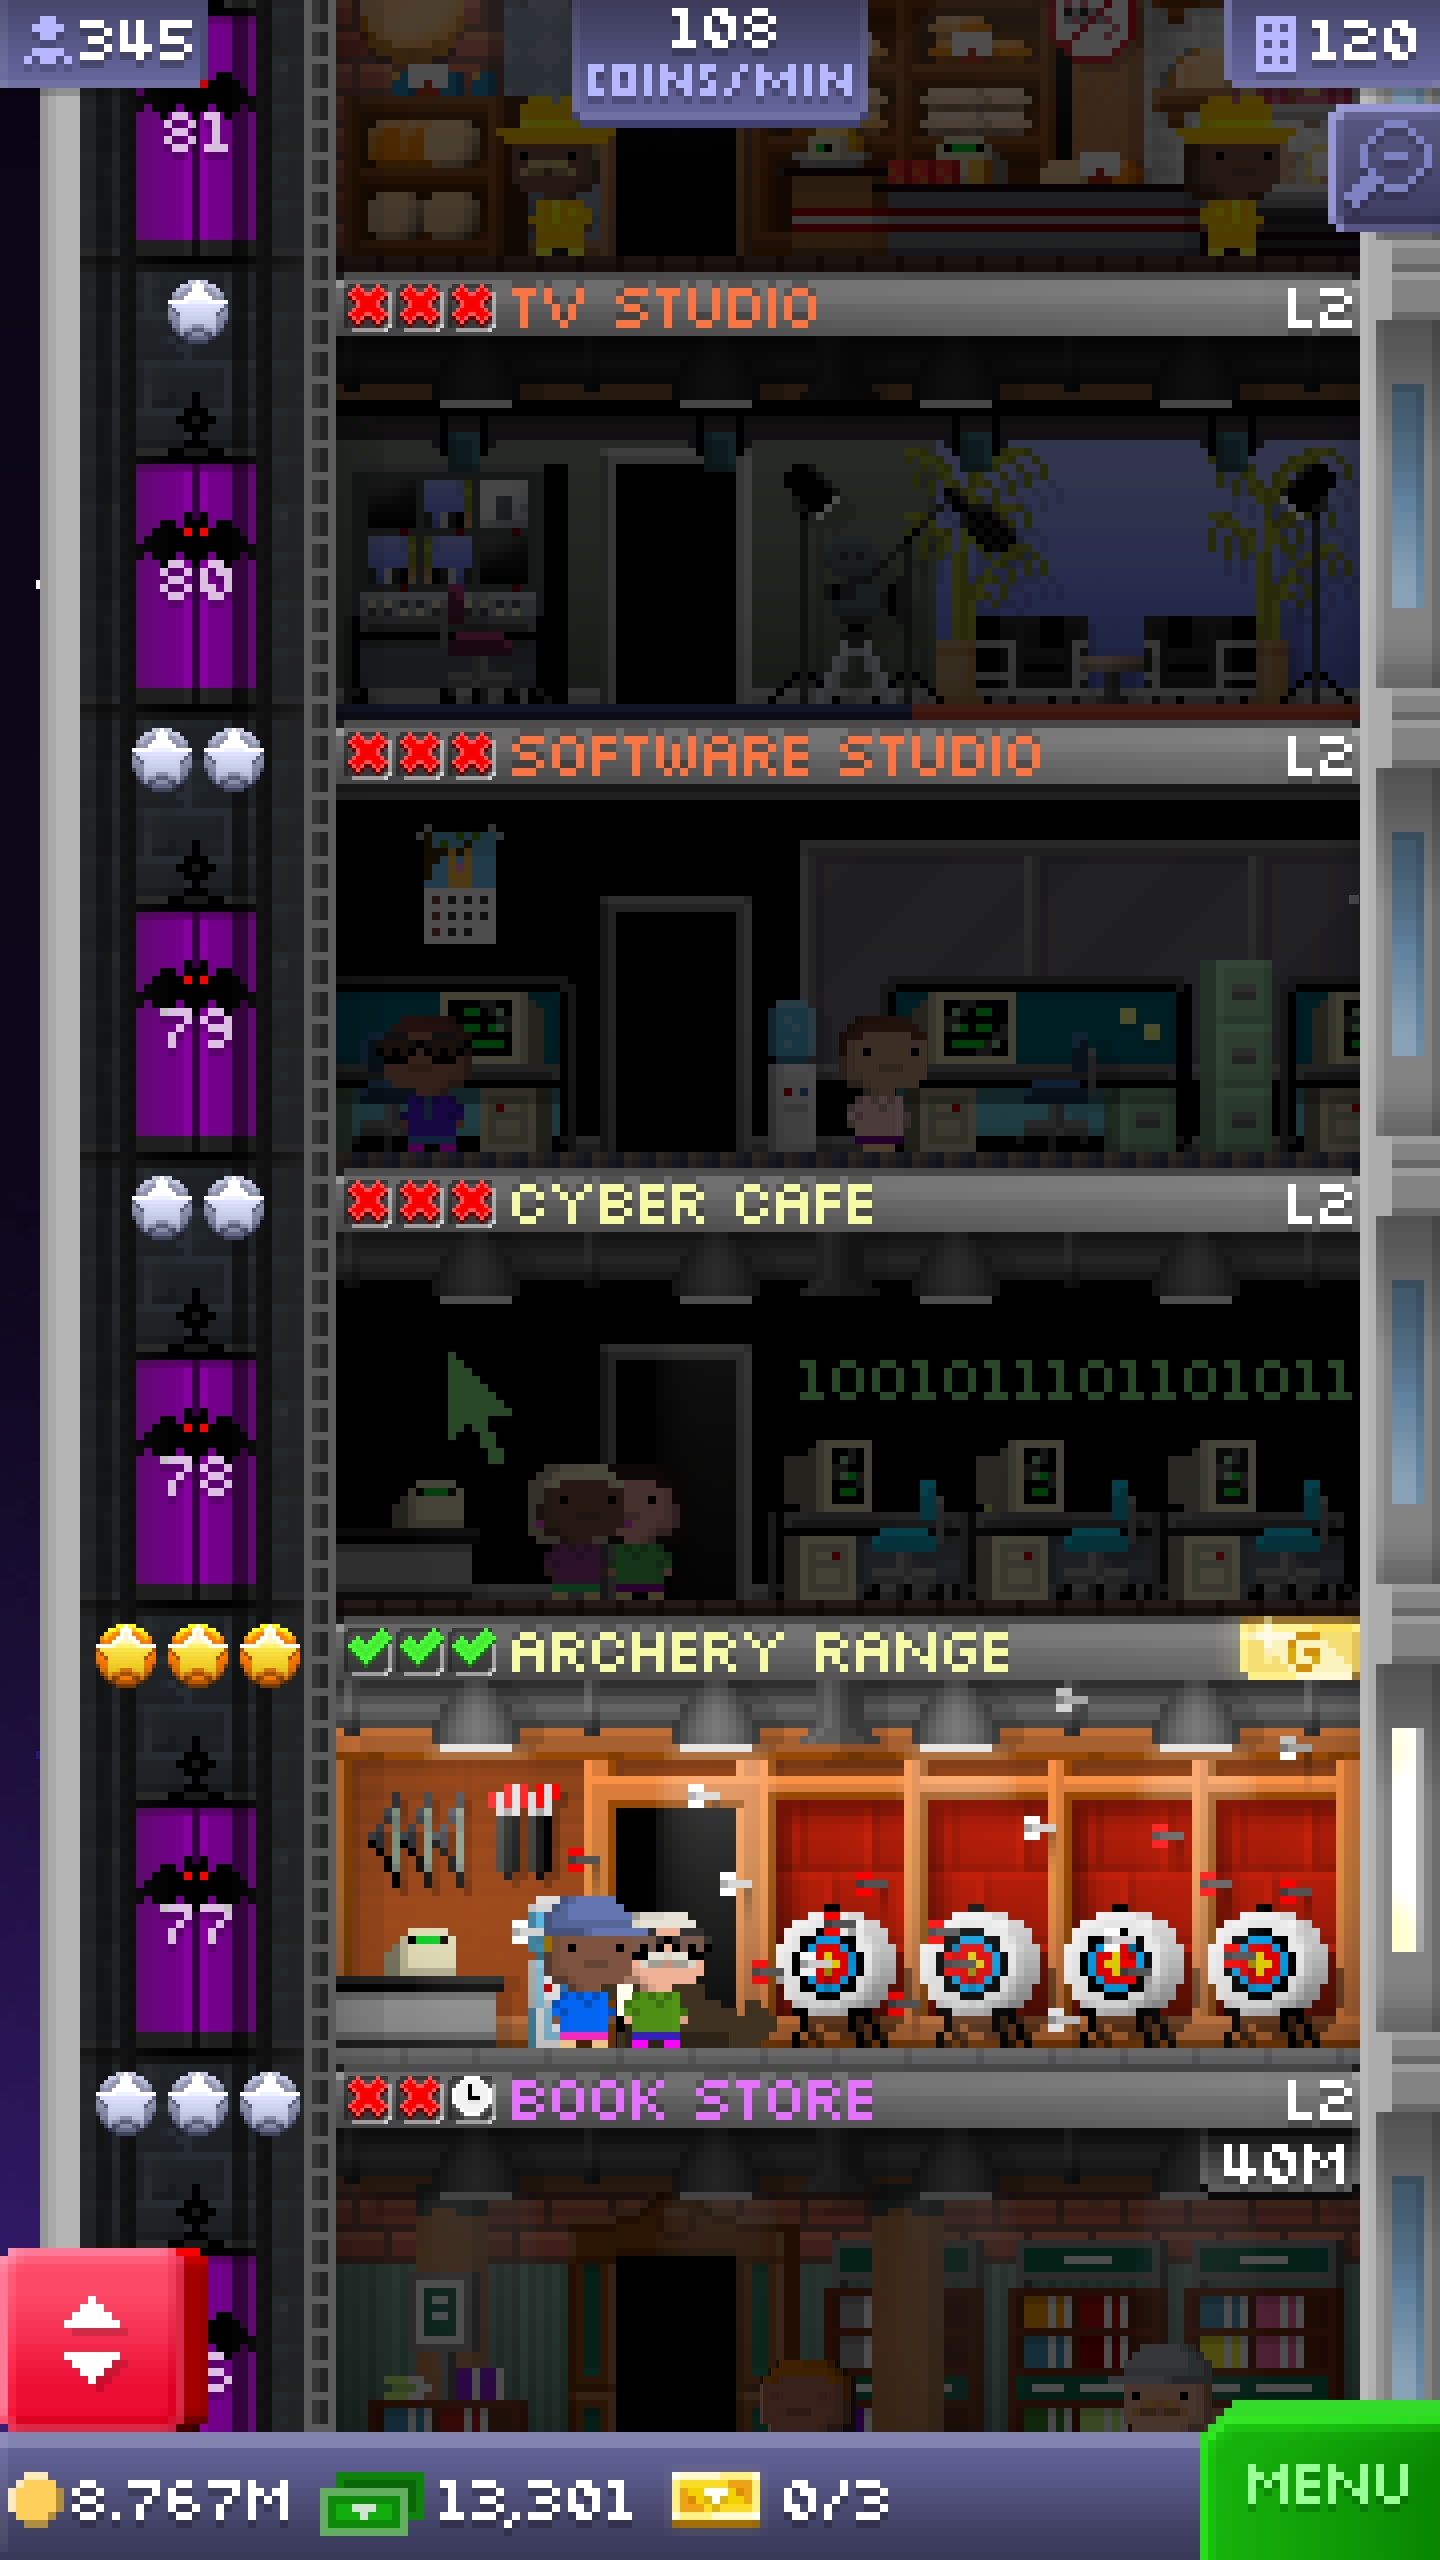 345
108
COINS/MIN
120
81
TV STUDIO L2
80
SOFTWARE STUDIO L2
79
CYBER CAFE L2
1001011101101011
78
ARCHERY RANGE G
77
BOOK STORE L2
40M
8.767M 13,301 0/3
MENU